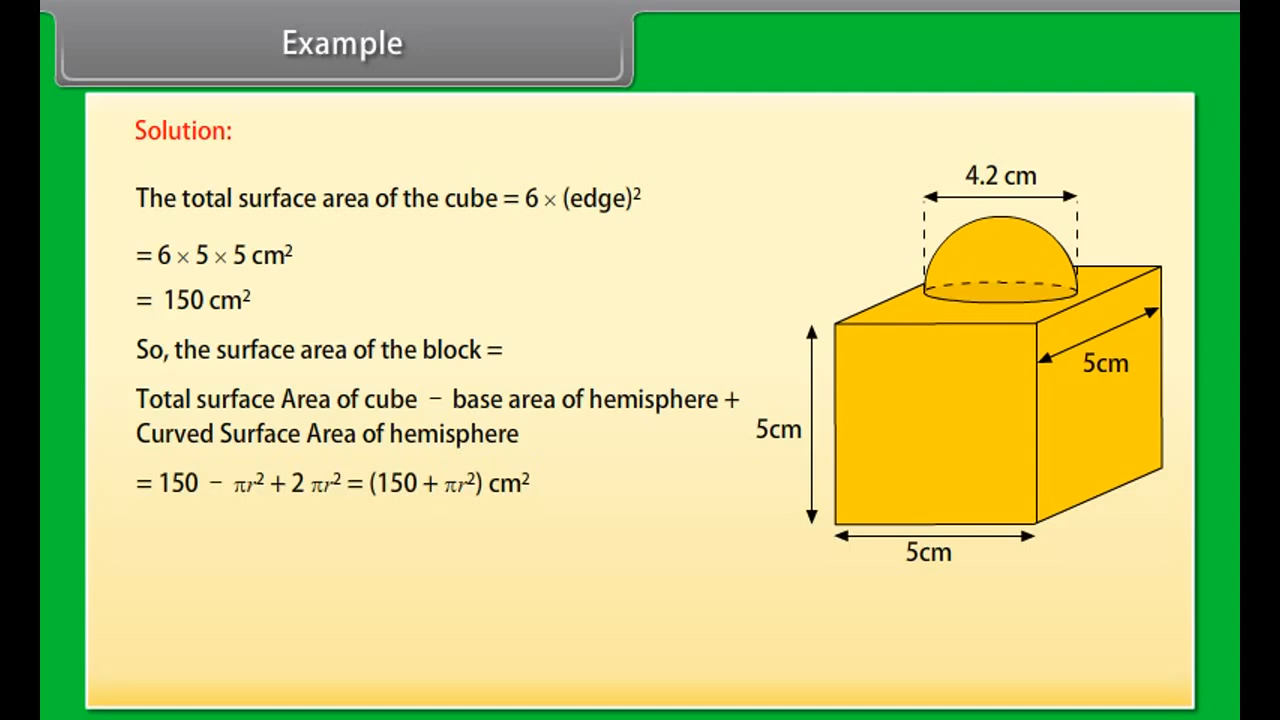 Example
Solution:
The total surface area of the cube = 6 × (edge)²
= 6 × 5 × 5 cm²
= 150 cm²
So, the surface area of the block =
Total surface Area of cube − base area of hemisphere +
Curved Surface Area of hemisphere
= 150 − πr² + 2 πr² = (150 + πr²) cm²
4.2 cm
5cm
5cm
5cm